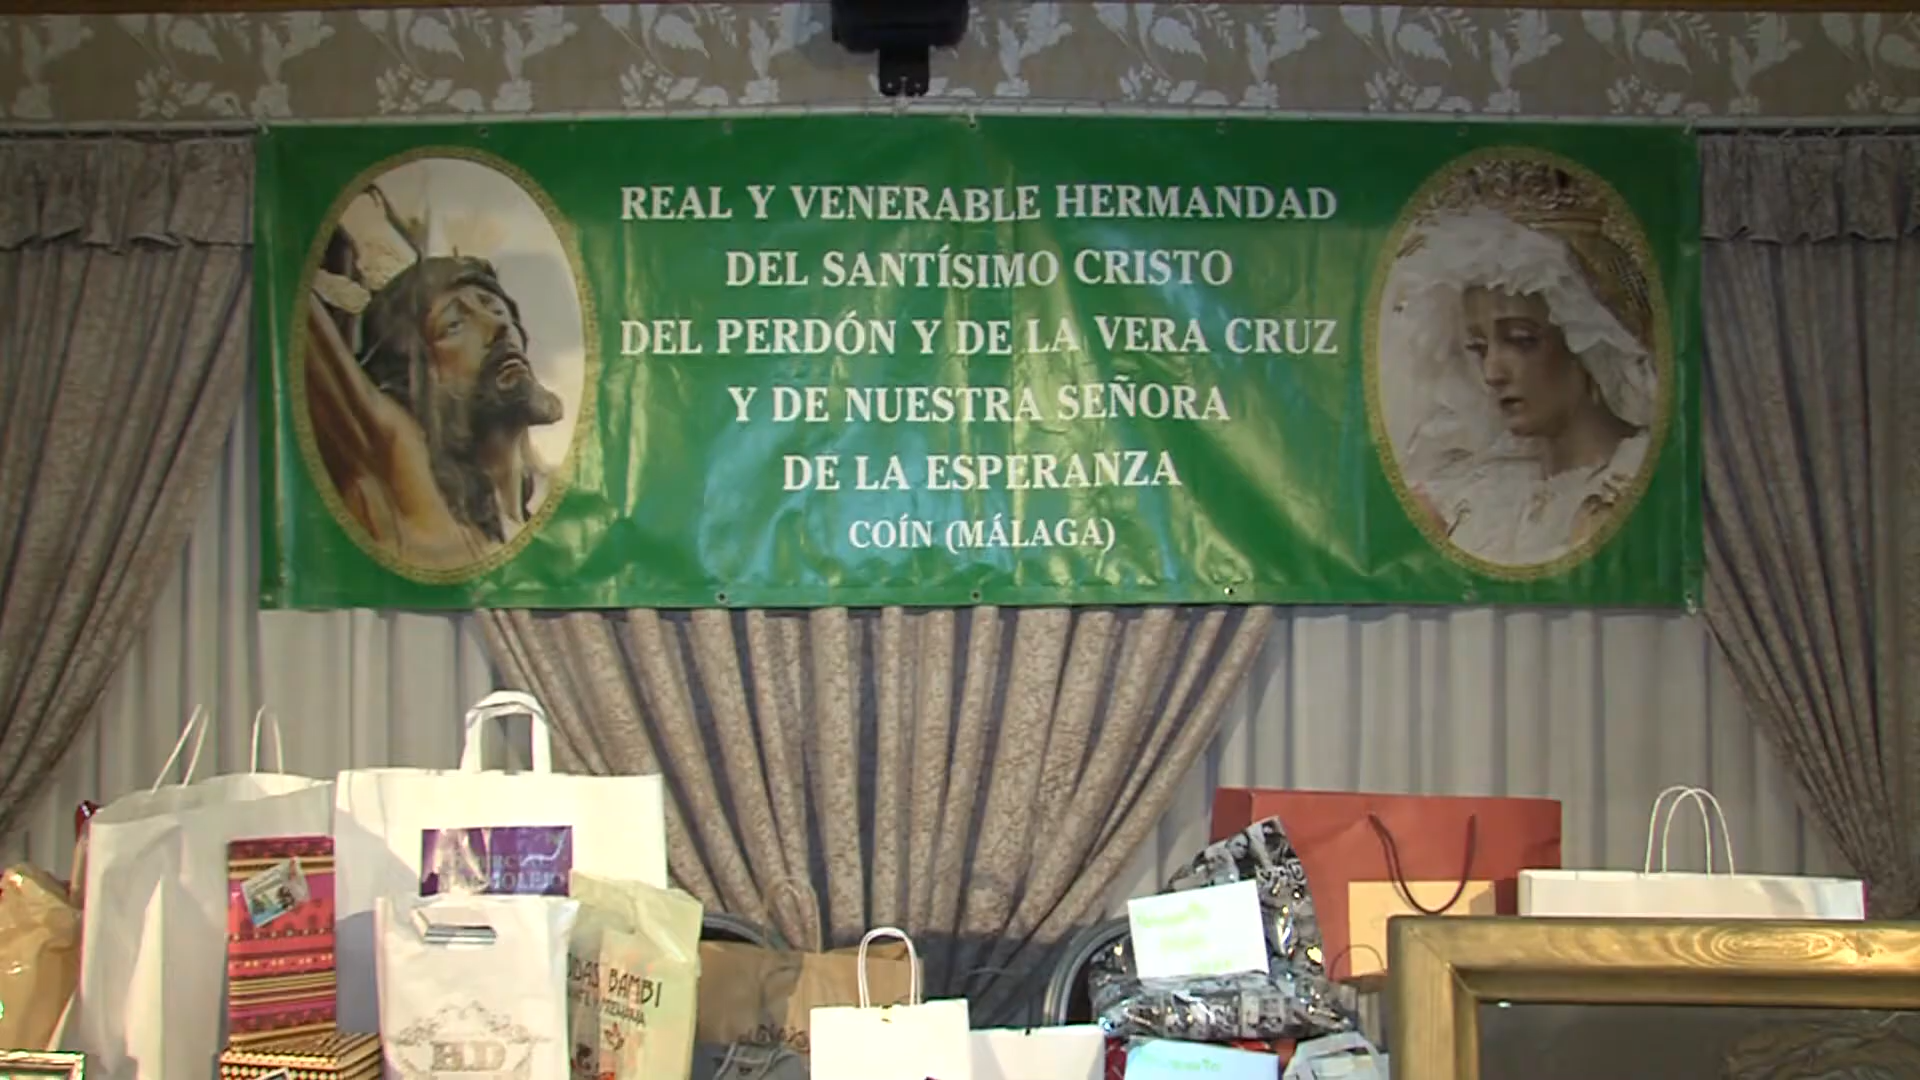 REAL Y VENERABLE HERMANDAD
DEL SANTÍSIMO CRISTO
DEL PERDÓN Y DE LA VERA CRUZ
Y DE NUESTRA SEÑORA
DE LA ESPERANZA
COÍN (MÁLAGA)
BAMBI